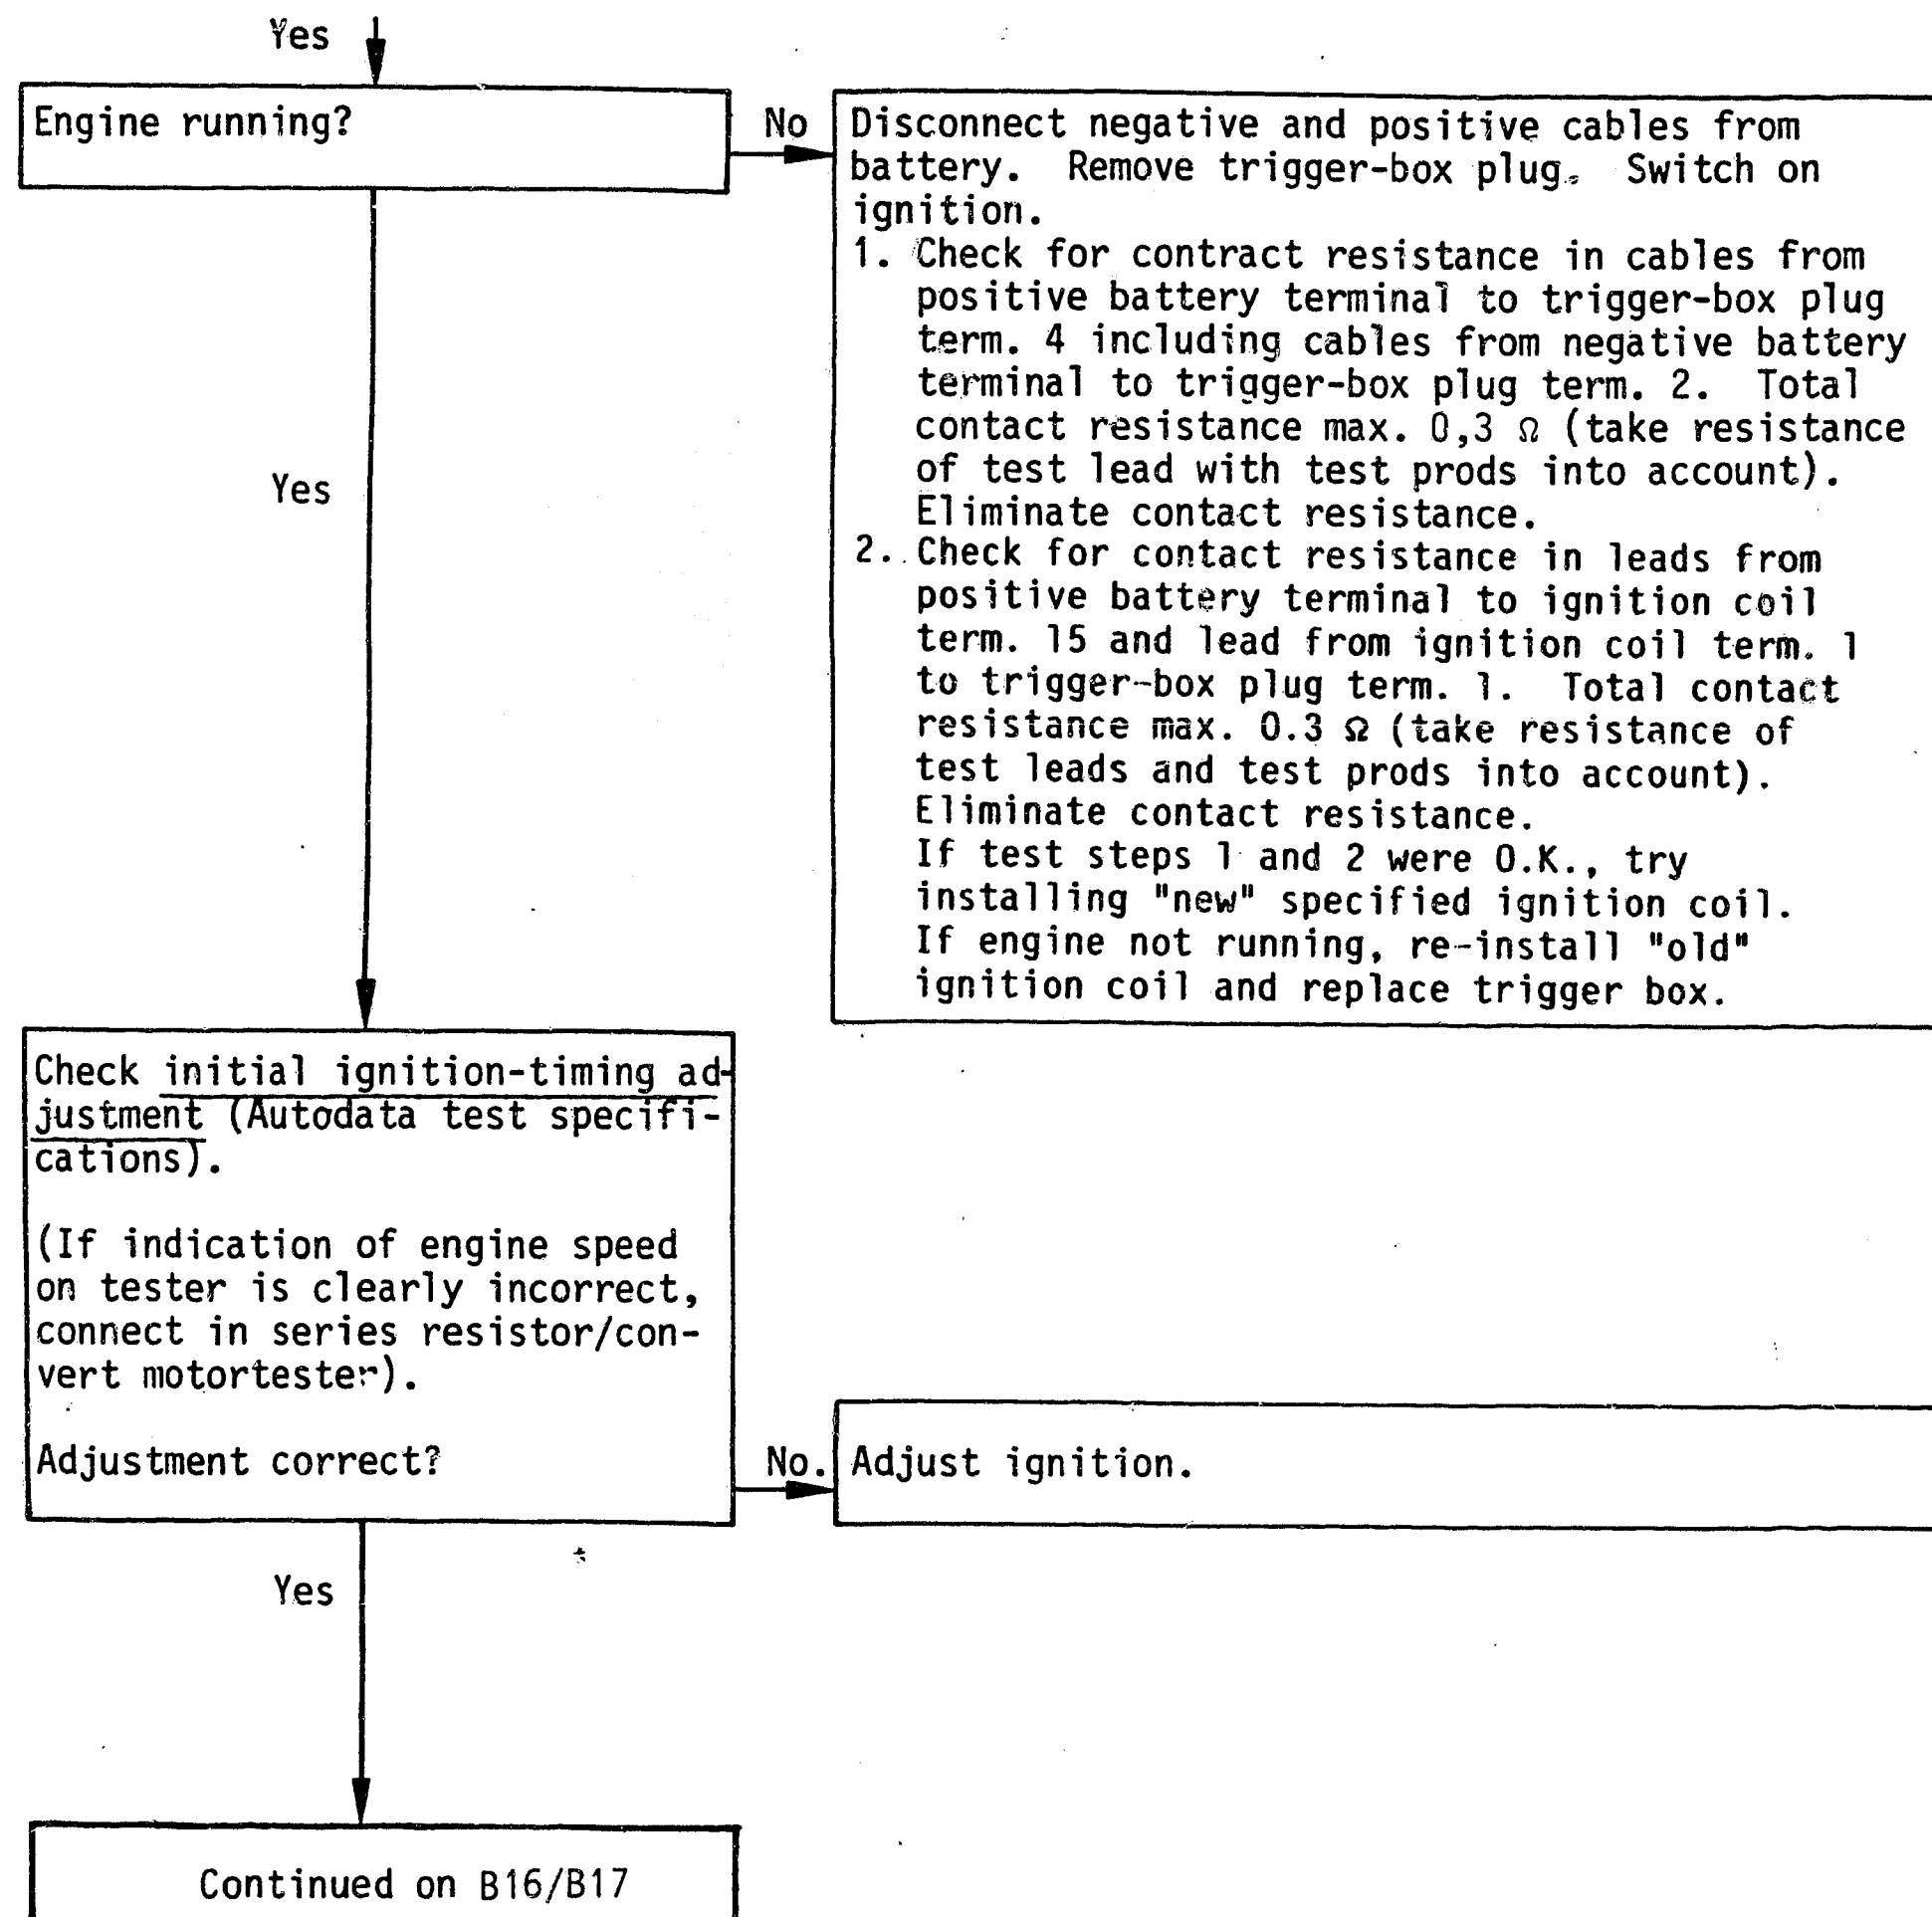 Yes
Engine running?
No
Disconnect negative and positive cables from
battery. Remove trigger-box plug. Switch on
ignition.
1. Check for contract resistance in cables from
positive battery terminal to trigger-box plug
term. 4 including cables from negative battery
terminal to trigger-box plug term. 2. Total
contact resistance max. 0,3 Ω (take resistance
of test lead with test prods into account).
Eliminate contact resistance.
2. Check for contact resistance in leads from
positive battery terminal to ignition coil
term. 15 and lead from ignition coil term. 1
to trigger-box plug term. 1. Total contact
resistance max. 0.3 Ω (take resistance of
test leads and test prods into account).
Eliminate contact resistance.
If test steps 1 and 2 were O.K., try
installing "new" specified ignition coil.
If engine not running, re-install "old"
ignition coil and replace trigger box.
Yes
Check initial ignition-timing ad-
justment (Autodata test specifi-
cations).
(If indication of engine speed
on tester is clearly incorrect,
connect in series resistor/con-
vert motortester).
Adjustment correct?
No.
Adjust ignition.
Yes
Continued on B16/B17